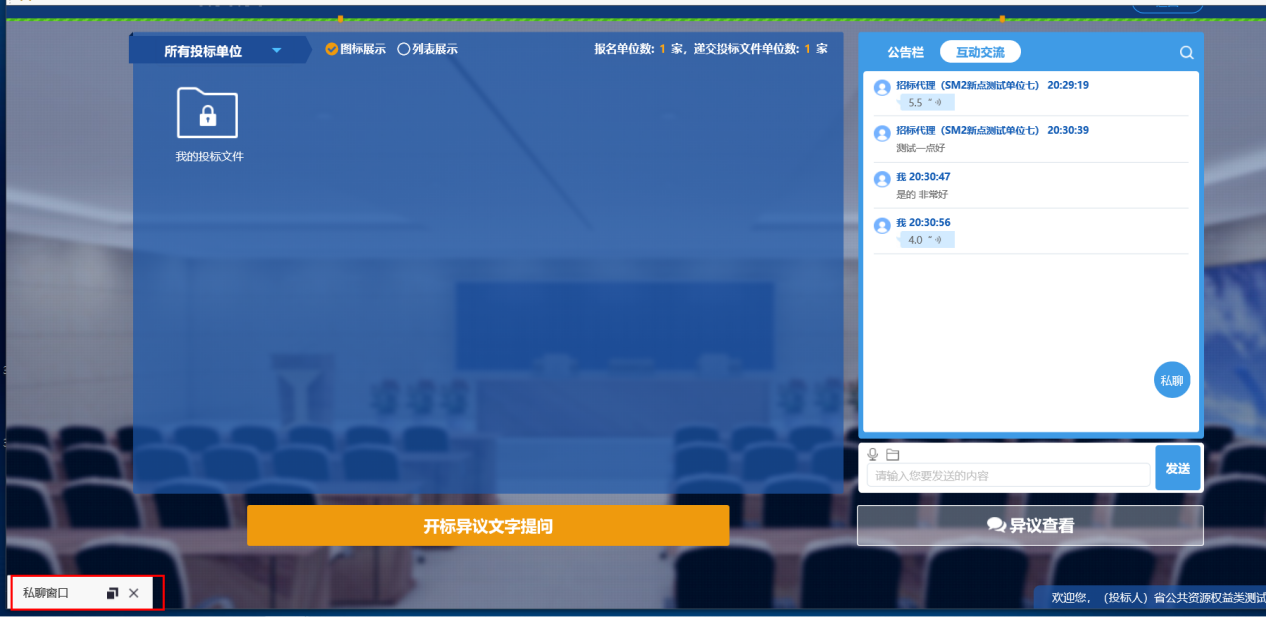 所有投标单位
图标展示
列表展示
报名单位数: 1 家, 递交投标文件单位数: 1 家
我的投标文件
公告栏
互动交流
招标代理（SM2新点测试单位七） 20:29:19
5.5 "
招标代理（SM2新点测试单位七） 20:30:39
测试一点好
我 20:30:47
是的 非常好
我 20:30:56
4.0 "
私聊
请输入您要发送的内容
发送
开标异议文字提问
异议查看
私聊窗口
欢迎您, （投标人）省公共资源权益类测试